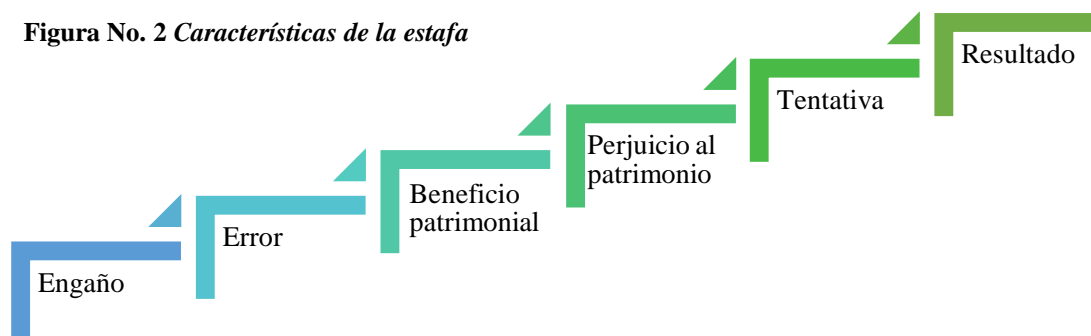 Figura No. 2 Características de la estafa
Engaño
Error
Beneficio
patrimonial
Perjuicio al
patrimonio
Tentativa
Resultado